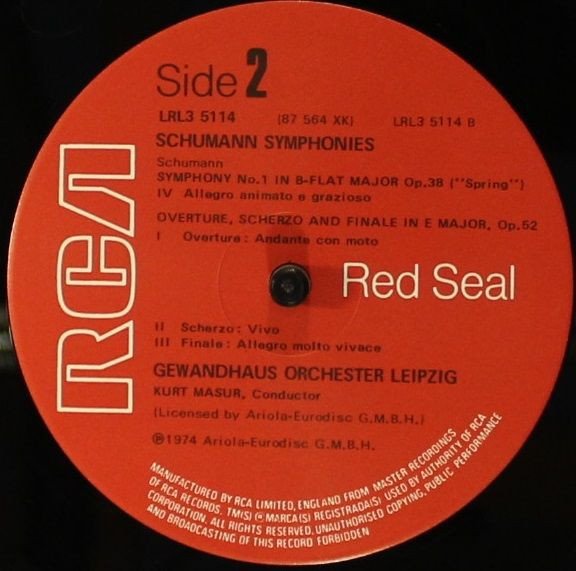 RCA
Side 2
LRL3 5114 (87 564 XK) LRL3 5114 B
SCHUMANN SYMPHONIES
Schumann
SYMPHONY No.1 IN B-FLAT MAJOR Op.38 ("Spring")
IV Allegro animato e grazioso
OVERTURE, SCHERZO AND FINALE IN E MAJOR, Op.52
I Overture: Andante con moto
Red Seal
II Scherzo: Vivo
III Finale: Allegro molto vivace
GEWANDHAUS ORCHESTER LEIPZIG
KURT MASUR, Conductor
(Licensed by Ariola-Eurodisc G.M.B.H.)
℗1974 Ariola-Eurodisc G.M.B.H.
MANUFACTURED BY RCA LIMITED, ENGLAND FROM MASTER RECORDINGS
OF RCA RECORDS. TM(S) © MARCA(S) REGISTRADA(S) USED BY AUTHORITY OF RCA
CORPORATION. ALL RIGHTS RESERVED. UNAUTHORISED COPYING, PUBLIC PERFORMANCE
AND BROADCASTING OF THIS RECORD FORBIDDEN